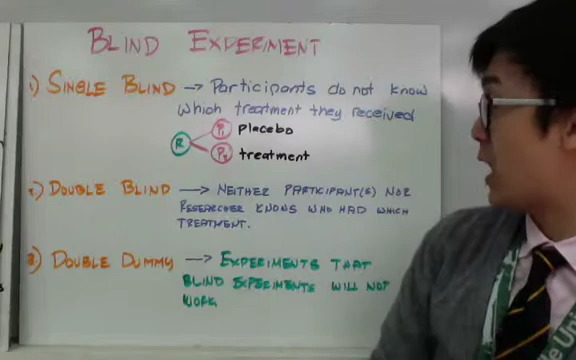 BLIND EXPERIMENT
1) SINGLE BLIND → Participants do not know
which treatment they received
R P1 placebo
P2 treatment
2) DOUBLE BLIND → NEITHER PARTICIPANT(S) NOR
RESEARCHER KNOWS WHO HAD WHICH
TREATMENT.
3) DOUBLE DUMMY → EXPERIMENTS THAT
BLIND EXPERIMENTS WILL NOT
WORK